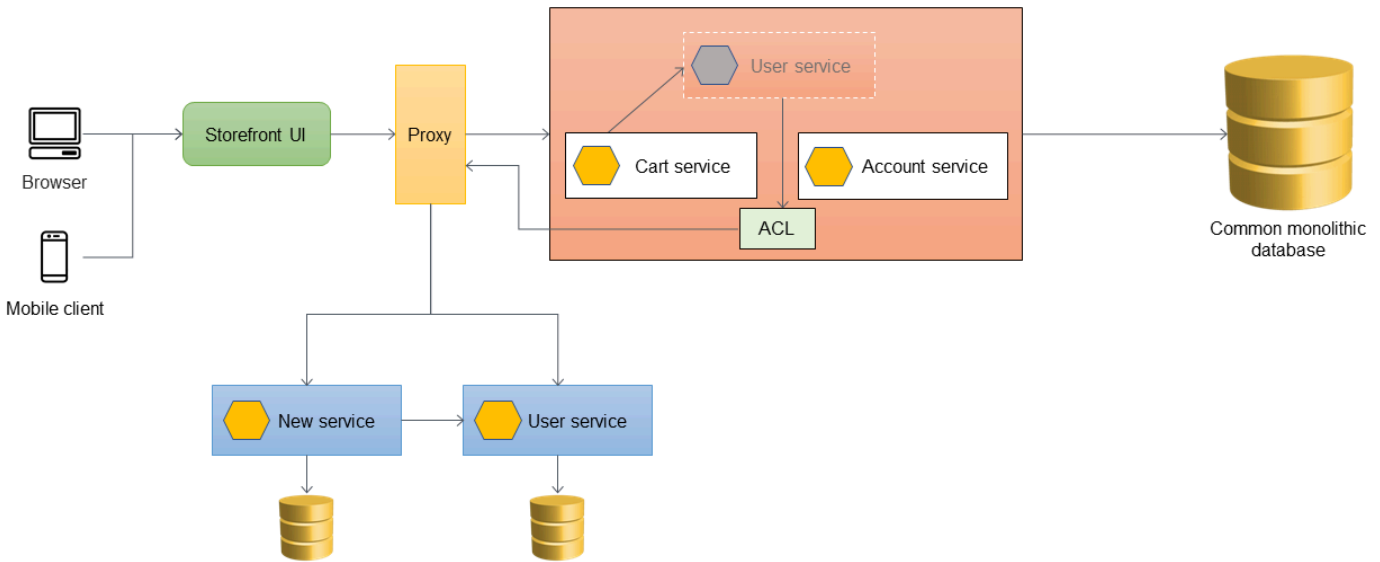 User service
Storefront UI
Proxy
Cart service
Account service
Browser
ACL
Common monolithic
database
Mobile client
New service
User service